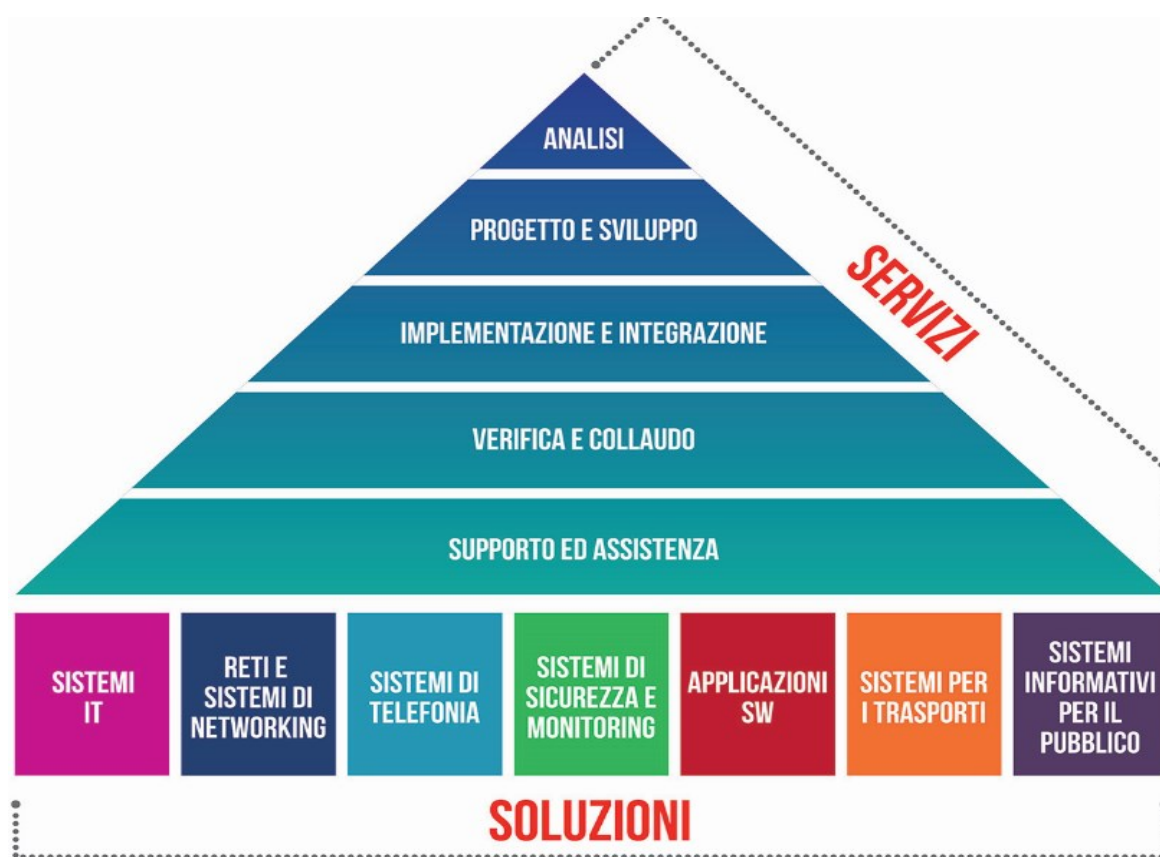 ANALISI
PROGETTO E SVILUPPO
SERVIZI
IMPLEMENTAZIONE E INTEGRAZIONE
VERIFICA E COLLAUDO
SUPPORTO ED ASSISTENZA
SISTEMI
IT
RETI E
SISTEMI DI
NETWORKING
SISTEMI DI
TELEFONIA
SISTEMI DI
SICUREZZA E
MONITORING
APPLICAZIONI
SW
SISTEMI PER
I TRASPORTI
SISTEMI
INFORMATIVI
PER IL
PUBBLICO
SOLUZIONI